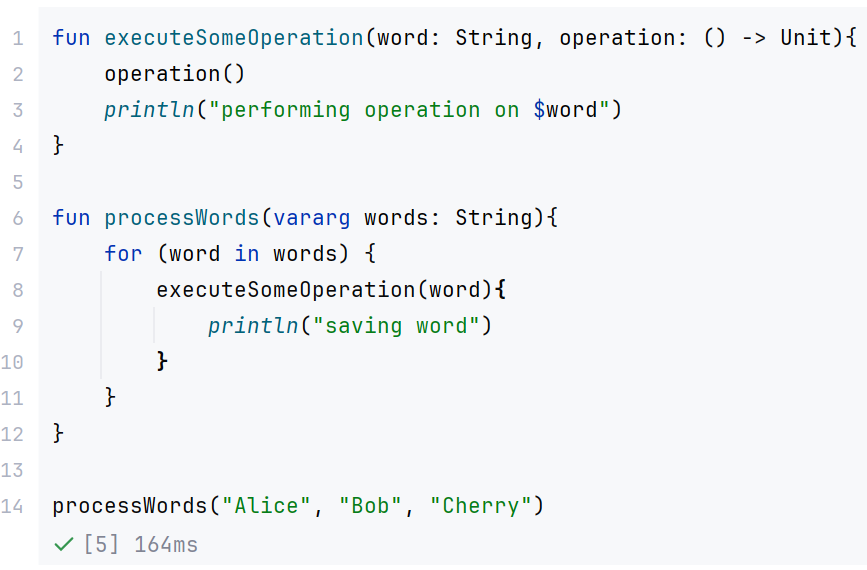 1 fun executeSomeOperation(word: String, operation: () -> Unit){
2     operation()
3     println("performing operation on $word")
4 }
5
6 fun processWords(vararg words: String){
7     for (word in words) {
8         executeSomeOperation(word){
9             println("saving word")
10         }
11     }
12 }
13
14 processWords("Alice", "Bob", "Cherry")
✓ [5] 164ms